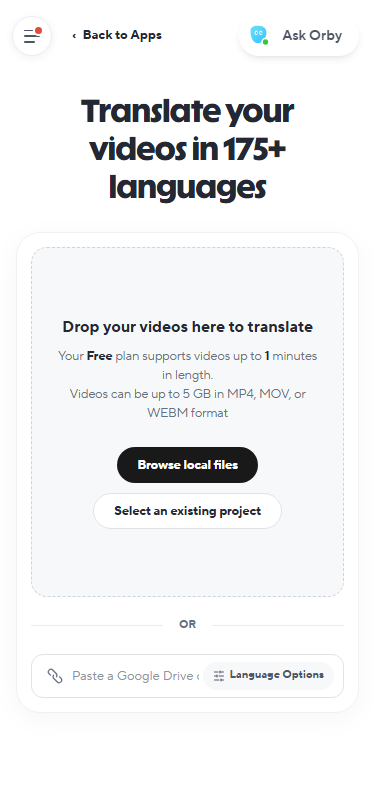 ‹ Back to Apps
Ask Orby
Translate your
videos in 175+
languages
Drop your videos here to translate
Your Free plan supports videos up to 1 minutes
in length.
Videos can be up to 5 GB in MP4, MOV, or
WEBM format
Browse local files
Select an existing project
OR
Paste a Google Drive
Language Options